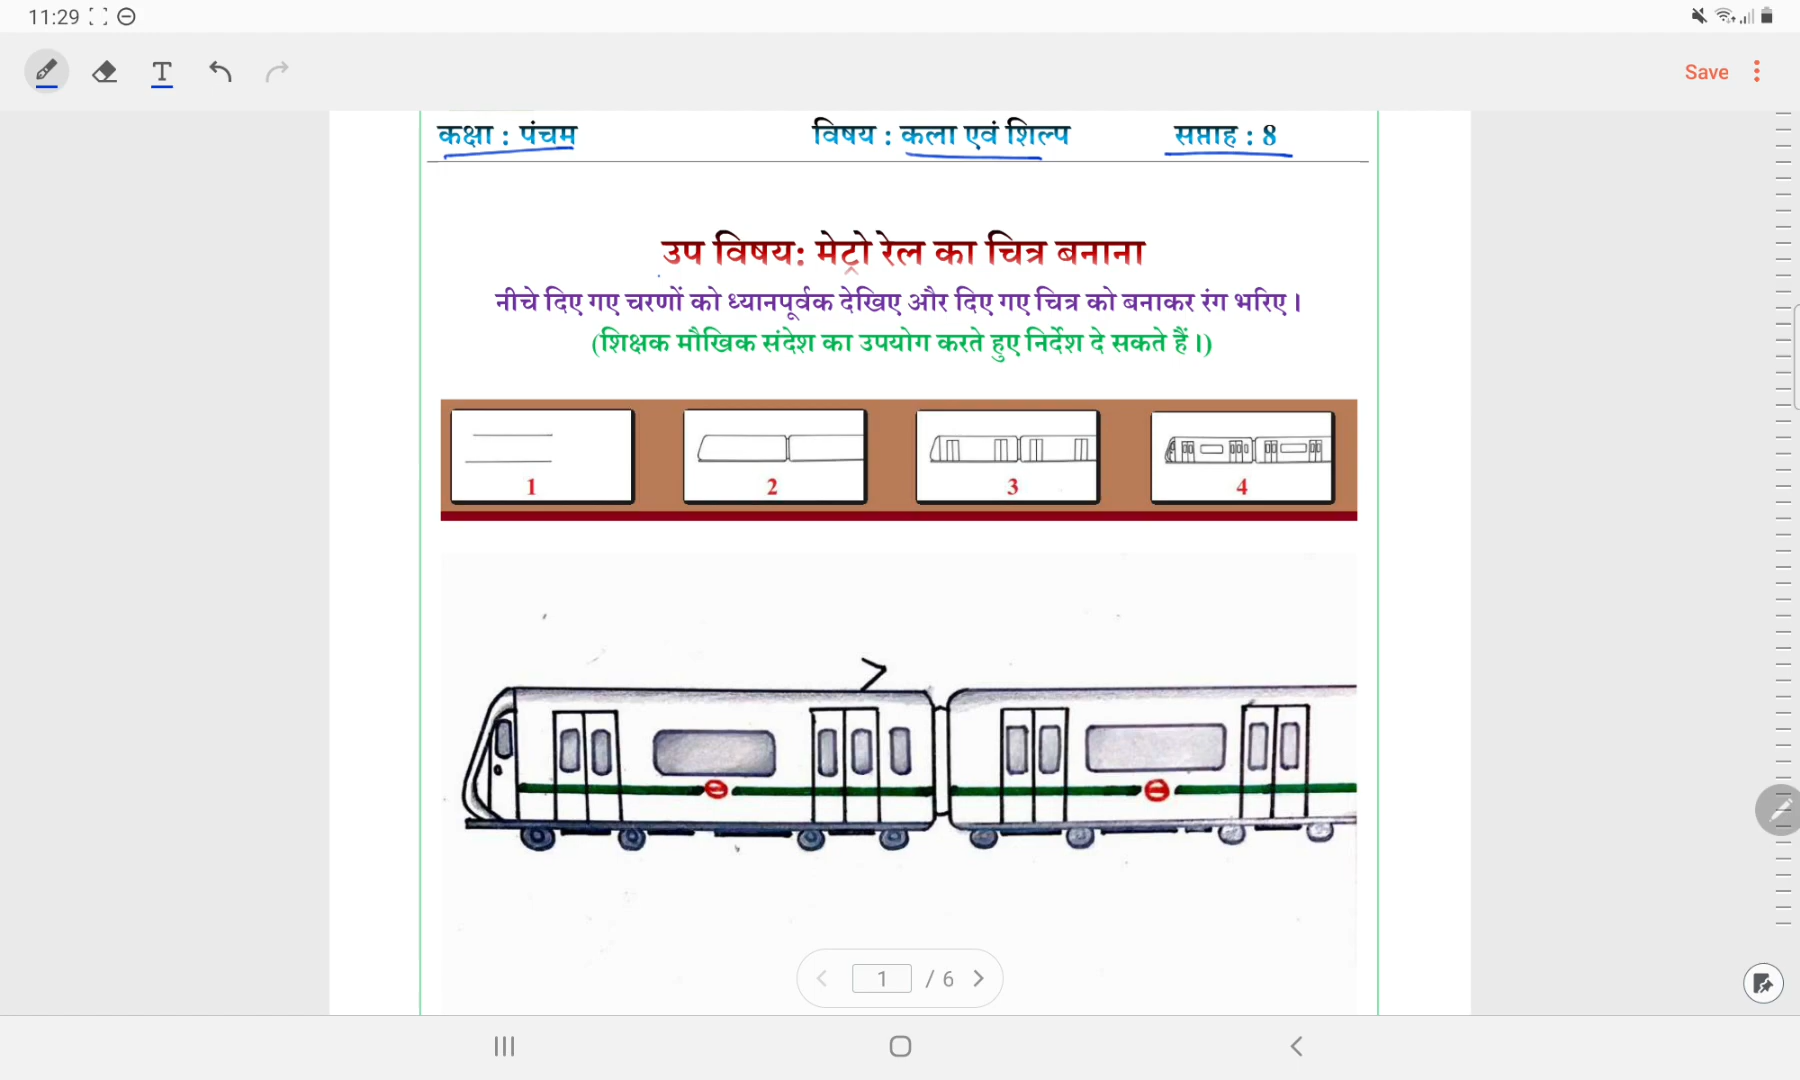 11:29
T
Save
कक्षा : पंचम विषय : कला एवं शिल्प सप्ताह : 8
उप विषय: मेट्रो रेल का चित्र बनाना
नीचे दिए गए चरणों को ध्यानपूर्वक देखिए और दिए गए चित्र को बनाकर रंग भरिए ।
(शिक्षक मौखिक संदेश का उपयोग करते हुए निर्देश दे सकते हैं।)
1 2 3 4
1 / 6